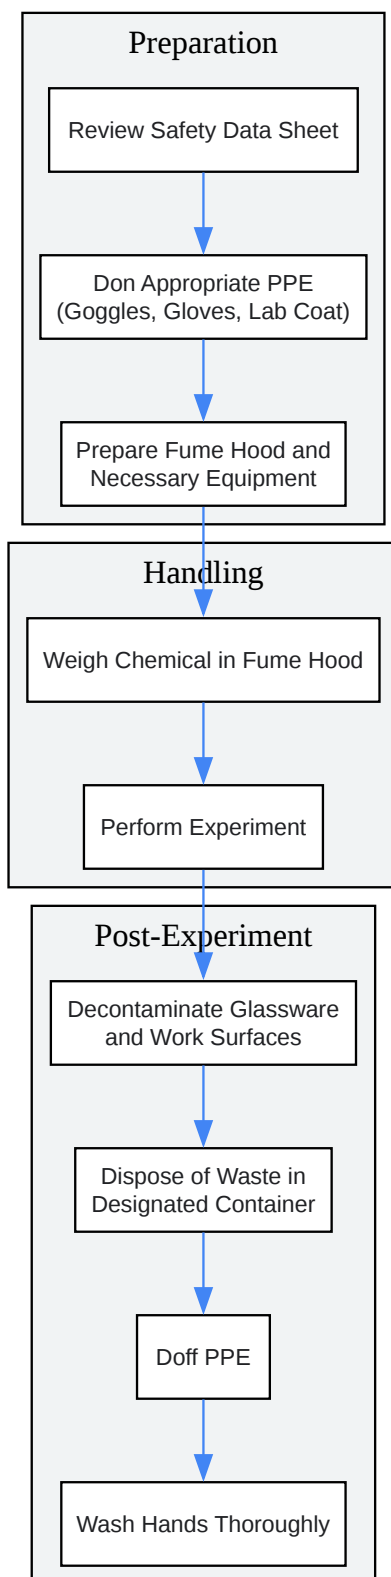 Preparation
Review Safety Data Sheet
Don Appropriate PPE
(Goggles, Gloves, Lab Coat)
Prepare Fume Hood and
Necessary Equipment
Handling
Weigh Chemical in Fume Hood
Perform Experiment
Post-Experiment
Decontaminate Glassware
and Work Surfaces
Dispose of Waste in
Designated Container
Doff PPE
Wash Hands Thoroughly